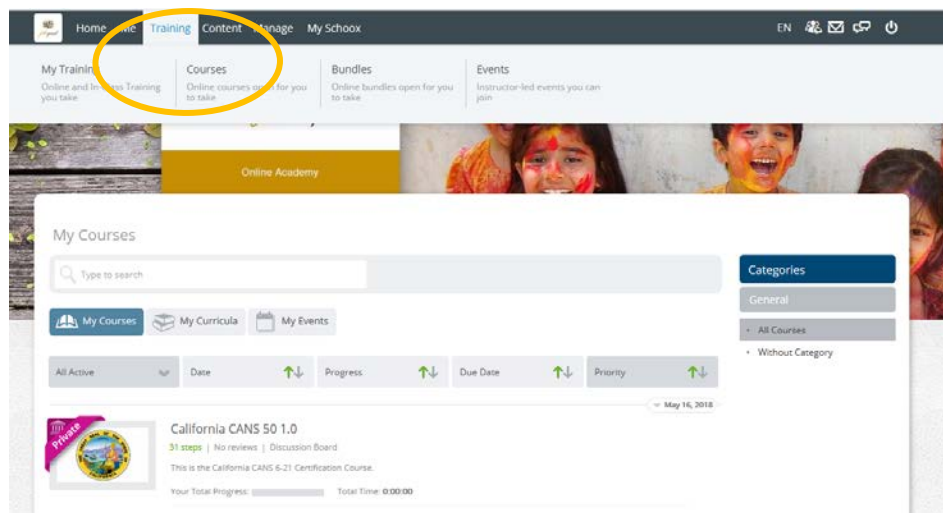 Home Me Training Content Manage My Schoox EN
My Training Courses Bundles Events
Online and In-Class Training Online courses open for you Online bundles open for you Instructor-led events you can
you take to take to take join
Online Academy
My Courses
Type to search
Categories
General
My Courses My Curricula My Events
All Courses
Without Category
All Active Date Progress Due Date Priority
May 16, 2018
Private
California CANS 50 1.0
31 steps | No reviews | Discussion Board
This is the California CANS 6-21 Certification Course.
Your Total Progress: Total Time: 0:00:00